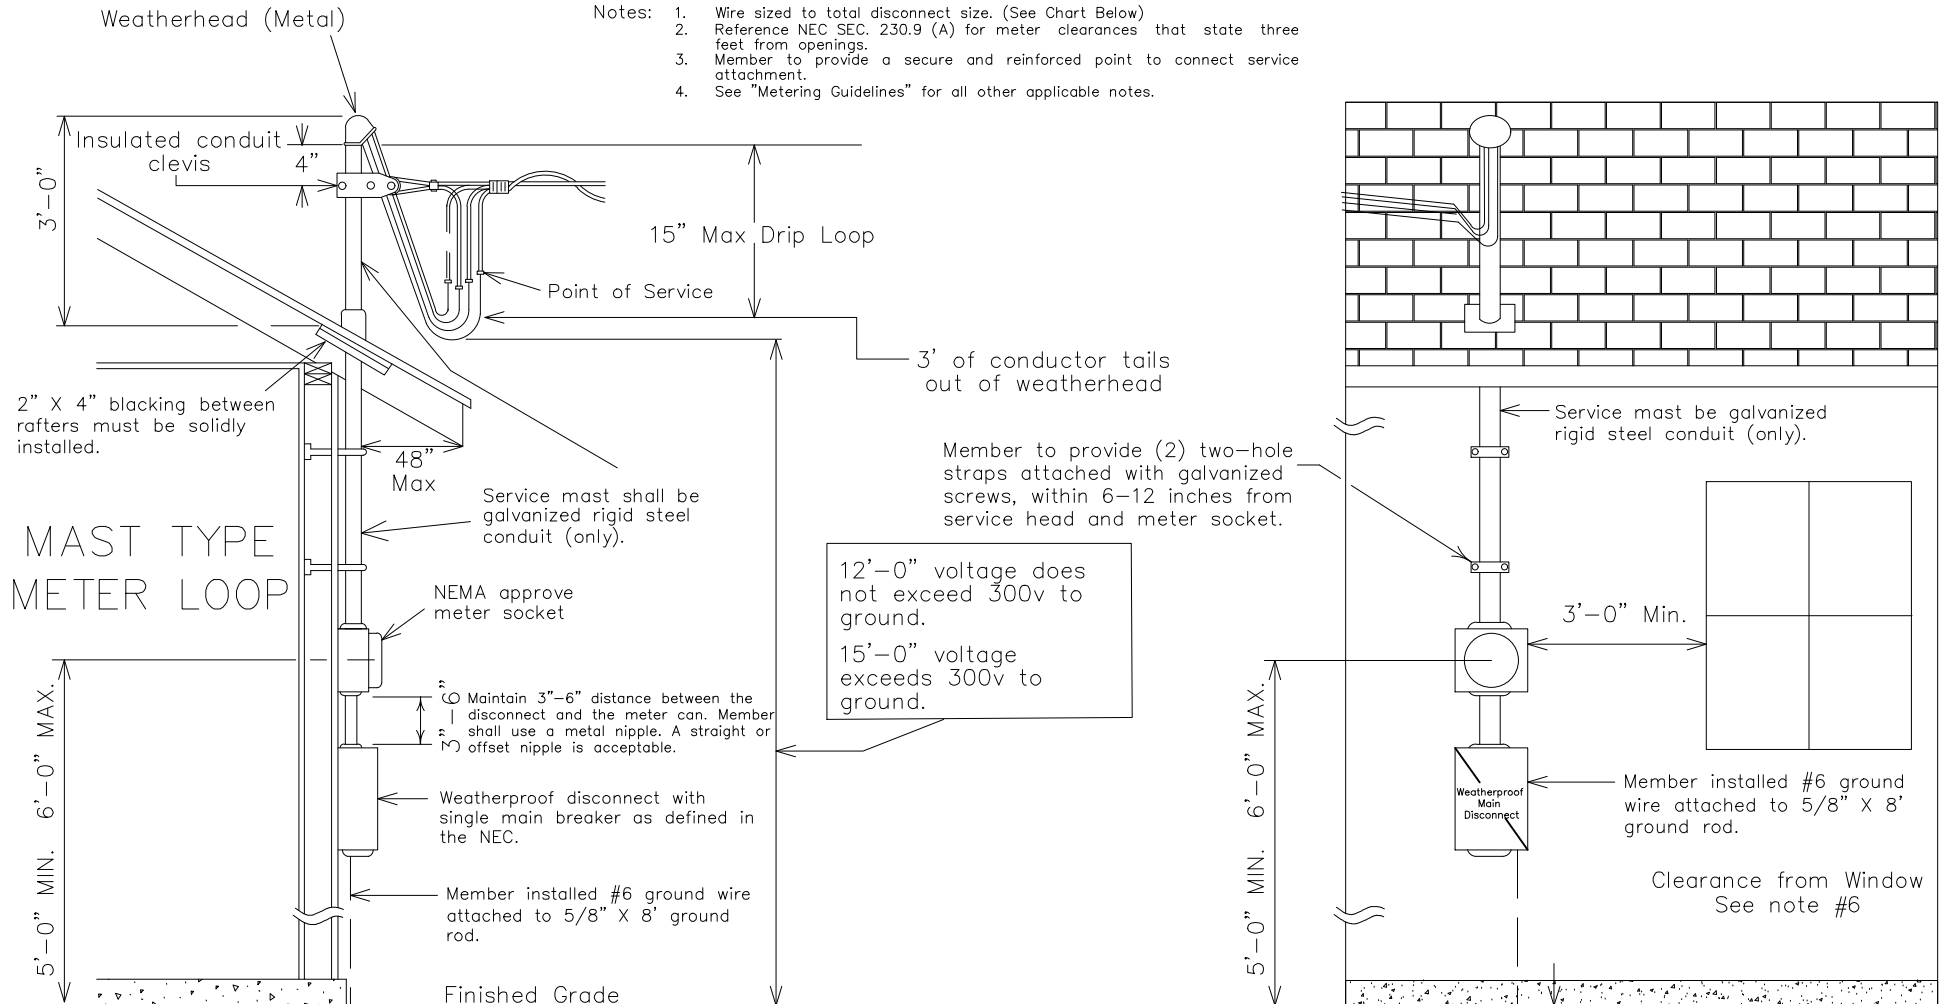 Weatherhead (Metal)
Notes: 1. Wire sized to total disconnect size. (See Chart Below)
2. Reference NEC SEC. 230.9 (A) for meter clearances that state three
feet from openings.
3. Member to provide a secure and reinforced point to connect service
attachment.
4. See "Metering Guidelines" for all other applicable notes.
Insulated conduit
clevis
4"
3'-0"
15" Max Drip Loop
Point of Service
3' of conductor tails
out of weatherhead
2" X 4" blacking between
rafters must be solidly
installed.
48"
Max
Service mast shall be
galvanized rigid steel
conduit (only).
MAST TYPE
METER LOOP
NEMA approve
meter socket
3" - 6"
Maintain 3"-6" distance between the
disconnect and the meter can. Member
shall use a metal nipple. A straight or
offset nipple is acceptable.
Weatherproof disconnect with
single main breaker as defined in
the NEC.
Member installed #6 ground wire
attached to 5/8" X 8' ground
rod.
5'-0" MIN. 6'-0" MAX.
Finished Grade
12'-0" voltage does
not exceed 300v to
ground.
15'-0" voltage
exceeds 300v to
ground.
Member to provide (2) two-hole
straps attached with galvanized
screws, within 6-12 inches from
service head and meter socket.
Service mast be galvanized
rigid steel conduit (only).
3'-0" Min.
5'-0" MIN. 6'-0" MAX.
Weatherproof
Main
Disconnect
Member installed #6 ground
wire attached to 5/8" X 8'
ground rod.
Clearance from Window
See note #6